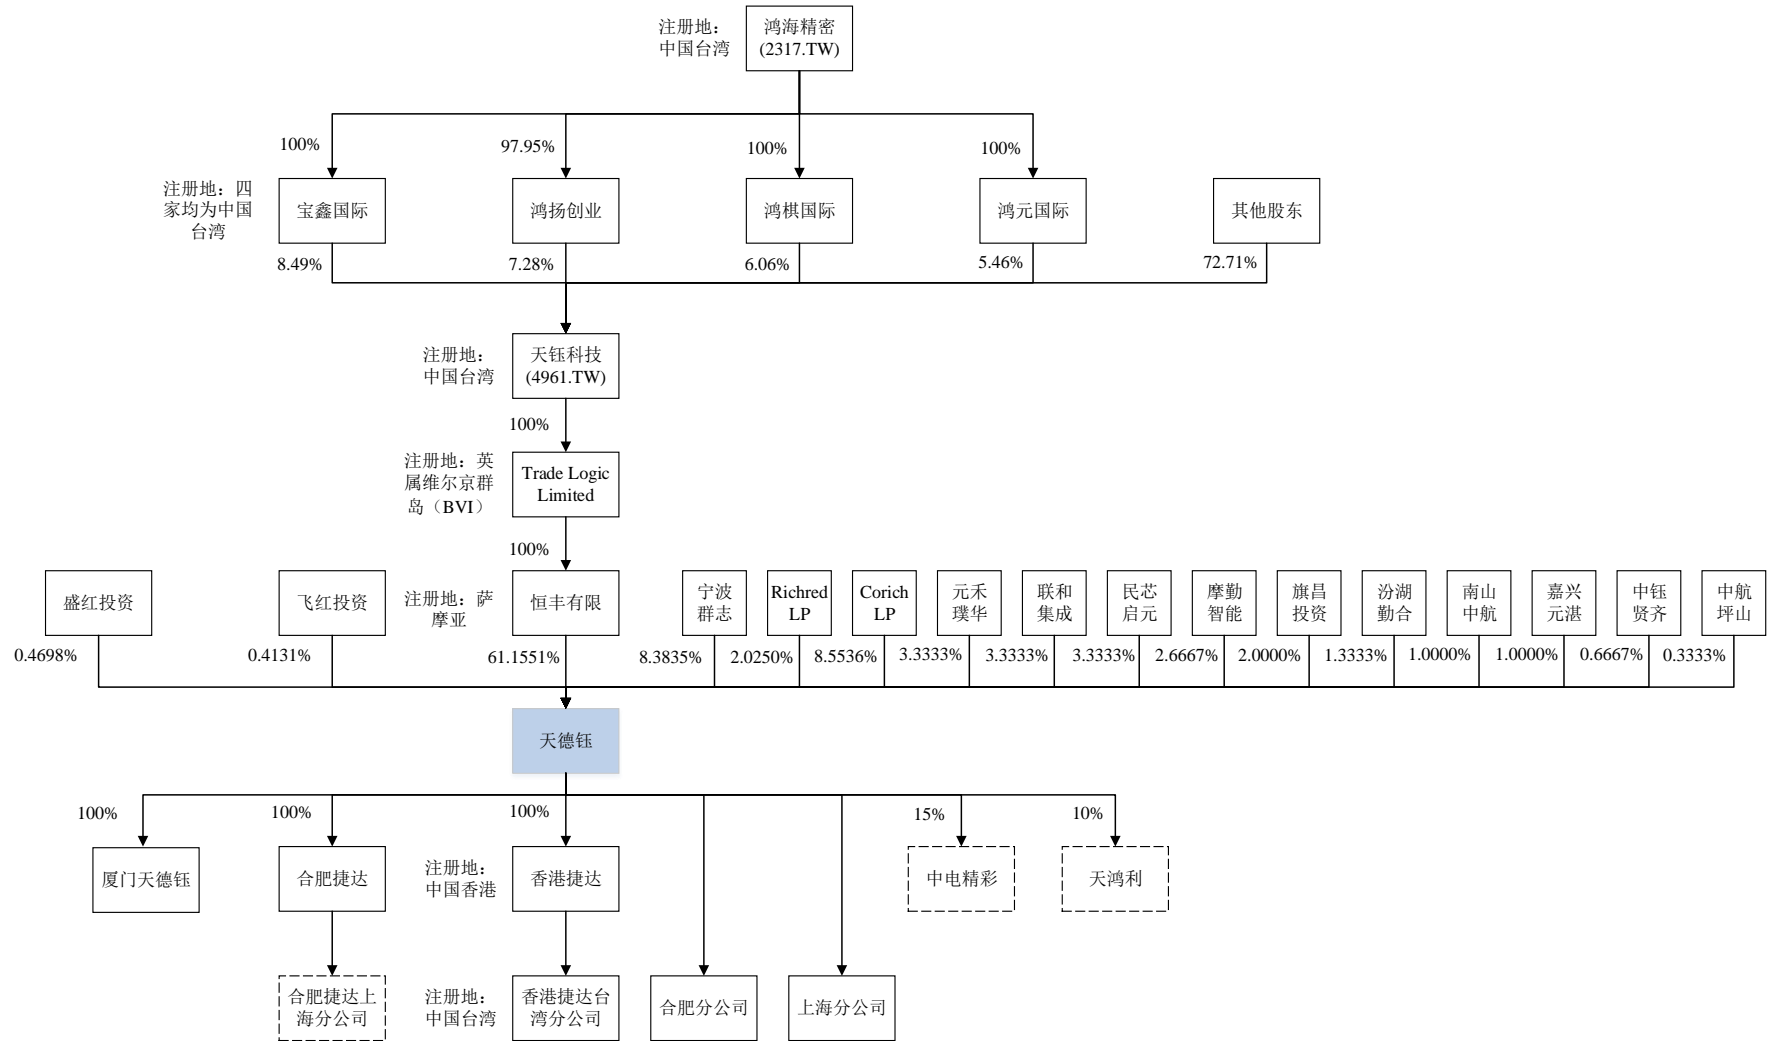 注册地：
中国台湾
鸿海精密
(2317.TW)
100%
97.95%
100%
100%
注册地：四
家均为中国
台湾
宝鑫国际
鸿扬创业
鸿棋国际
鸿元国际
其他股东
8.49%
7.28%
6.06%
5.46%
72.71%
注册地：
中国台湾
天钰科技
(4961.TW)
100%
注册地：英
属维尔京群
岛（BVI）
Trade Logic
Limited
100%
盛红投资
飞红投资
注册地：萨
摩亚
恒丰有限
宁波
群志
Richred
LP
Corich
LP
元禾
璞华
联和
集成
民芯
启元
摩勤
智能
旗昌
投资
汾湖
勤合
南山
中航
嘉兴
元湛
中钰
贤齐
中航
坪山
0.4698%
0.4131%
61.1551%
8.3835%
2.0250%
8.5536%
3.3333%
3.3333%
3.3333%
2.6667%
2.0000%
1.3333%
1.0000%
1.0000%
0.6667%
0.3333%
天德钰
100%
100%
100%
15%
10%
厦门天德钰
合肥捷达
注册地：
中国香港
香港捷达
中电精彩
天鸿利
合肥捷达上
海分公司
注册地：
中国台湾
香港捷达台
湾分公司
合肥分公司
上海分公司